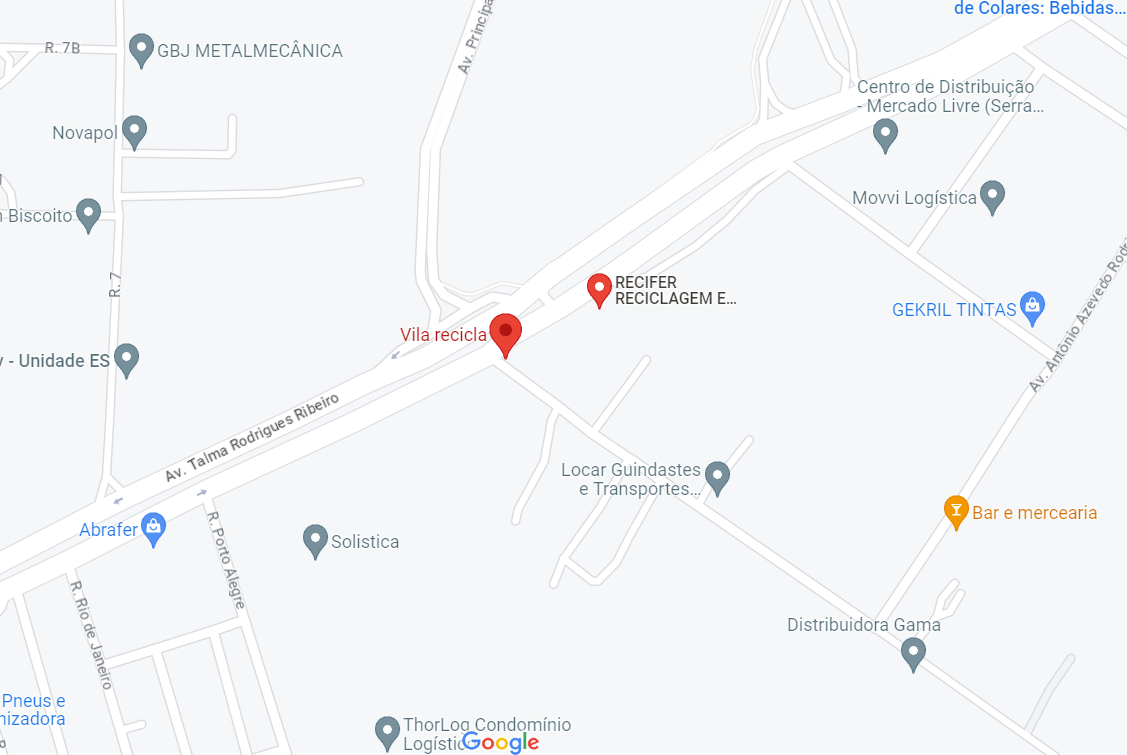 de Colares: Bebidas...
R. 7B
GBJ METALMECÂNICA
Av. Principa
Centro de Distribuição
- Mercado Livre (Serra...
Novapol
Movvi Logística
Biscoito
R. 7
RECIFER
RECICLAGEM E...
GEKRIL TINTAS
Av. Antônio Azevedo Rodri
Vila recicla
- Unidade ES
Av. Talma Rodrigues Ribeiro
Locar Guindastes
e Transportes...
Abrafer
Solistica
Bar e mercearia
R. Porto Alegre
R. Rio de Janeiro
Distribuidora Gama
Pneus e
nizadora
ThorLog Condomínio
Logístic
Google